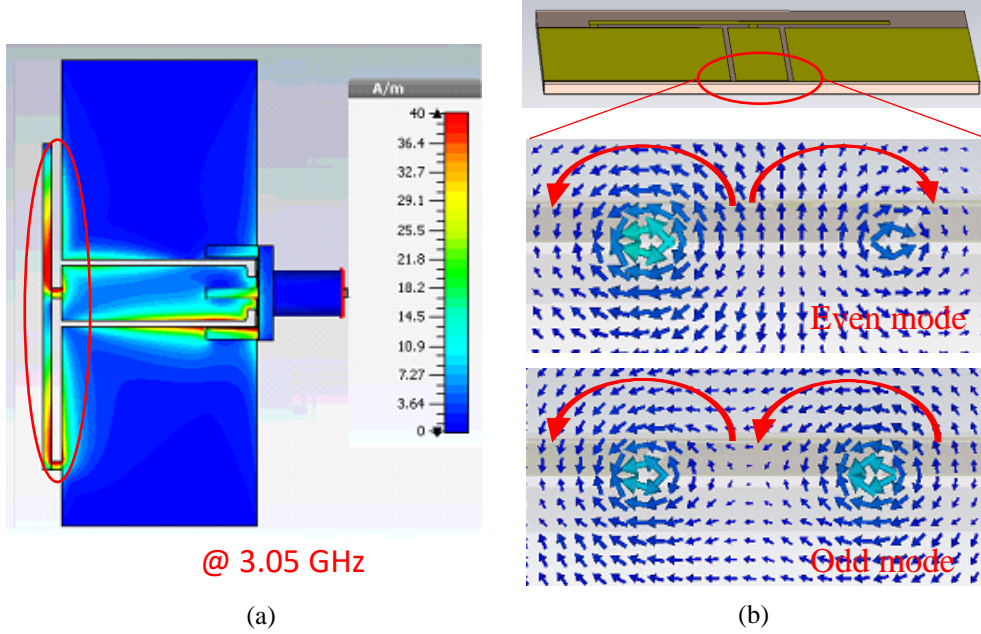 A/m
40
36.4
32.7
29.1
25.5
21.8
18.2
14.5
10.9
7.27
3.64
0
@ 3.05 GHz
(a)
Even mode
Odd mode
(b)